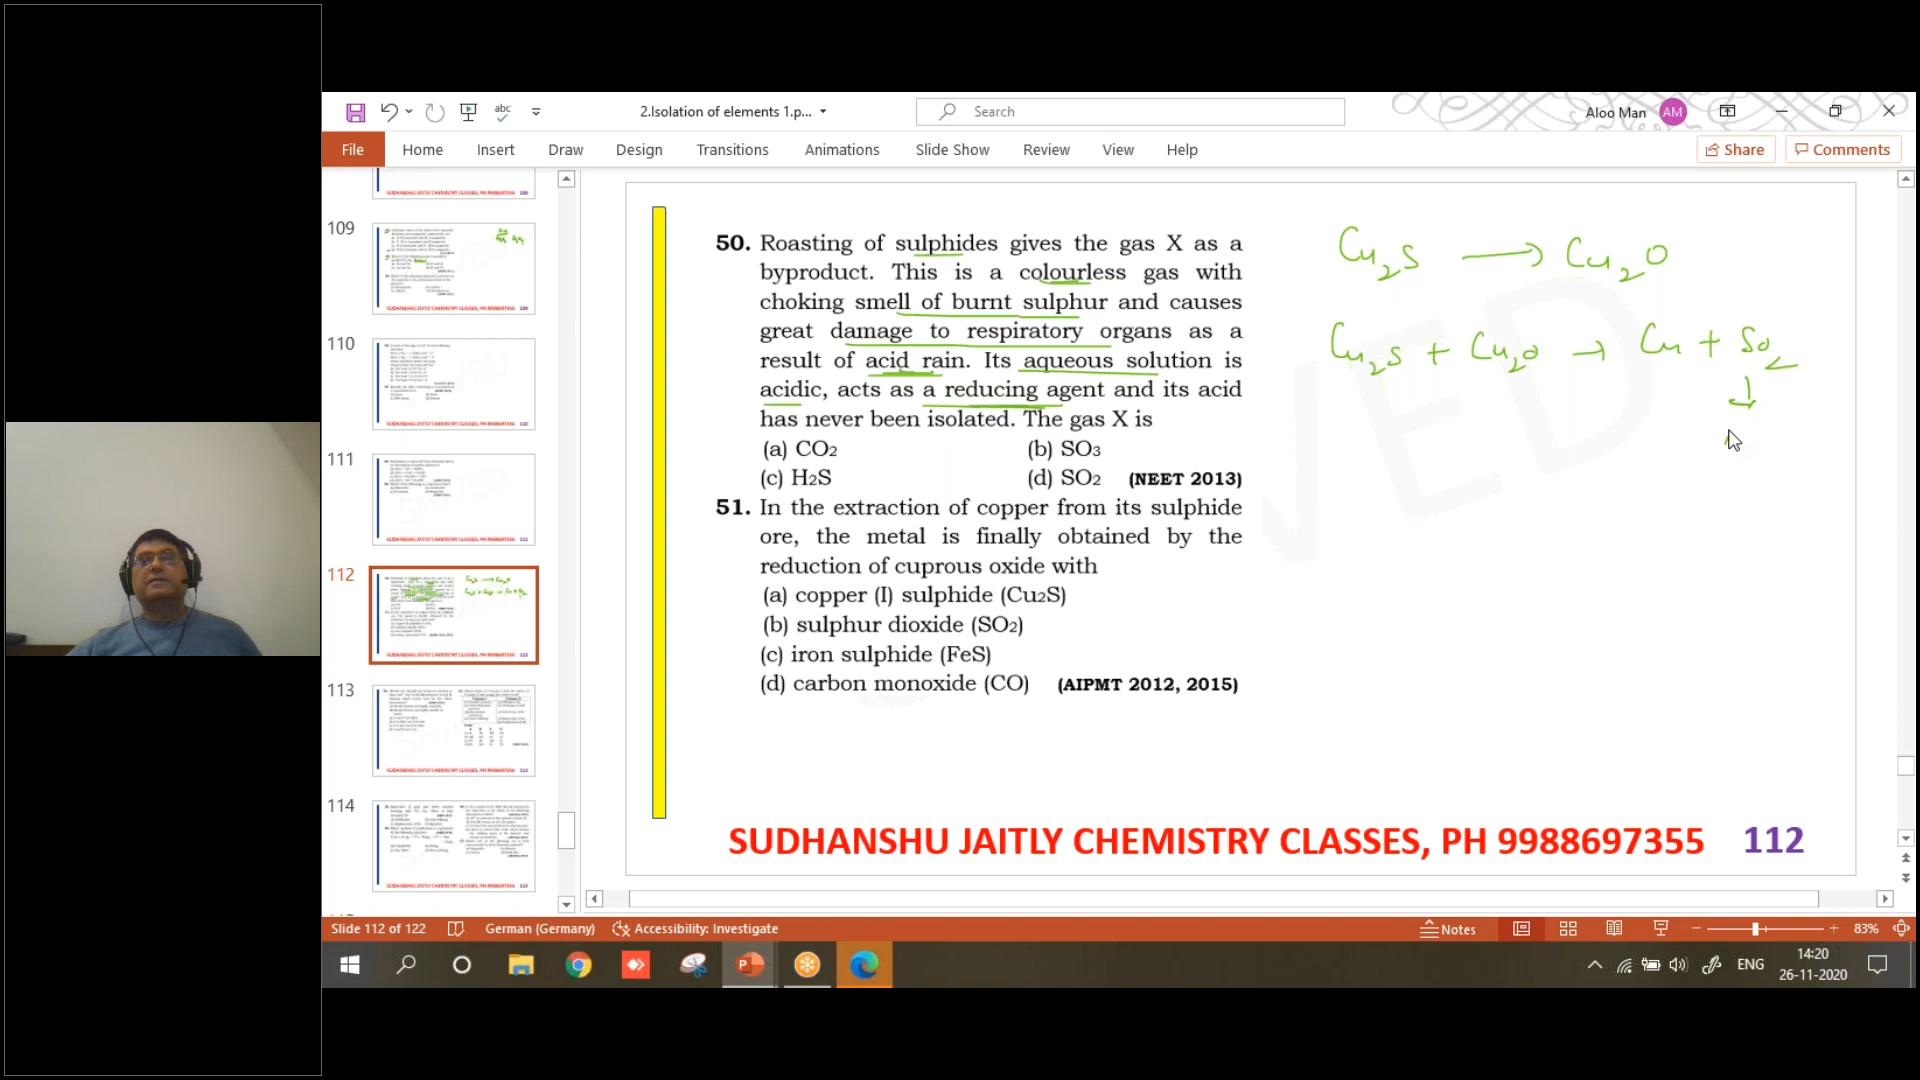 2.Isolation of elements 1.p...
Search
Aloo Man AM
File Home Insert Draw Design Transitions Animations Slide Show Review View Help
Share Comments
abc
109
110
111
112
113
114
50. Roasting of sulphides gives the gas X as a
byproduct. This is a colourless gas with
choking smell of burnt sulphur and causes
great damage to respiratory organs as a
result of acid rain. Its aqueous solution is
acidic, acts as a reducing agent and its acid
has never been isolated. The gas X is
(a) CO2 (b) SO3
(c) H2S (d) SO2 (NEET 2013)
51. In the extraction of copper from its sulphide
ore, the metal is finally obtained by the
reduction of cuprous oxide with
(a) copper (I) sulphide (Cu2S)
(b) sulphur dioxide (SO2)
(c) iron sulphide (FeS)
(d) carbon monoxide (CO) (AIPMT 2012, 2015)
Cu2S → Cu2O
Cu2S + Cu2O → Cu + SO2
SUDHANSHU JAITLY CHEMISTRY CLASSES, PH 9988697355 112
Slide 112 of 122 German (Germany) Accessibility: Investigate Notes 83%
ENG
14:20
26-11-2020